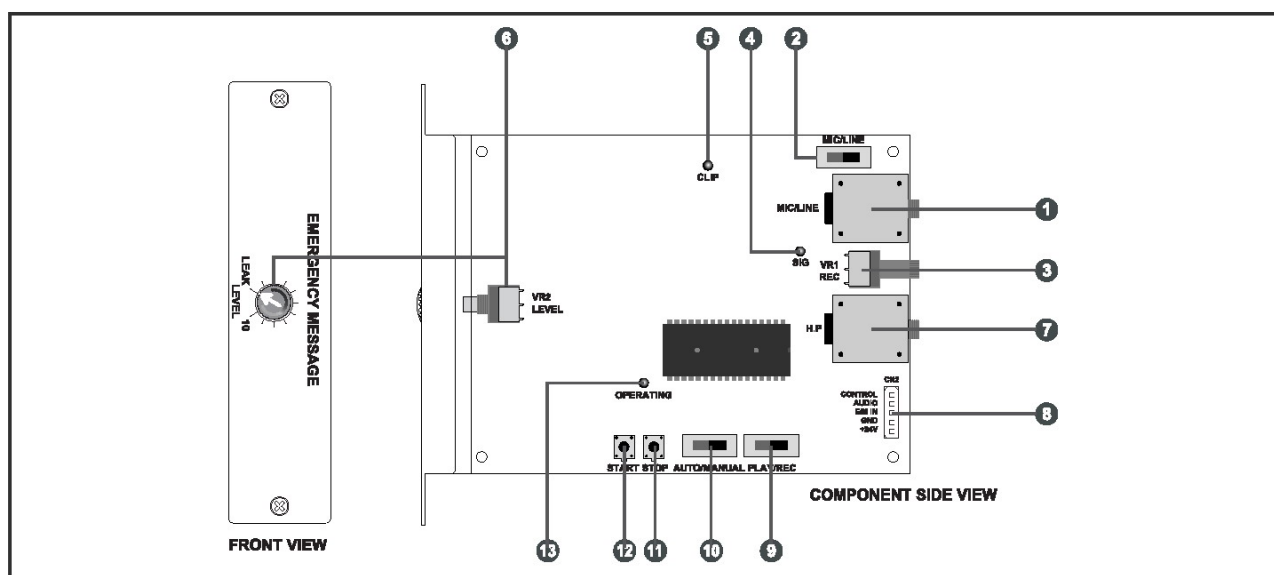 6
5
4
2
MIC/LINE
CLIP
MIC/LINE
1
SIG
VR1
REC
3
EMERGENCY MESSAGE
LEAK
LEVEL 10
VR2
LEVEL
H.P
7
OPERATING
CN2
CONTROL
AUDIO
EM IN
GND
+24V
8
START STOP AUTO/MANUAL PLAY/REC
COMPONENT SIDE VIEW
FRONT VIEW
13
12
11
10
9